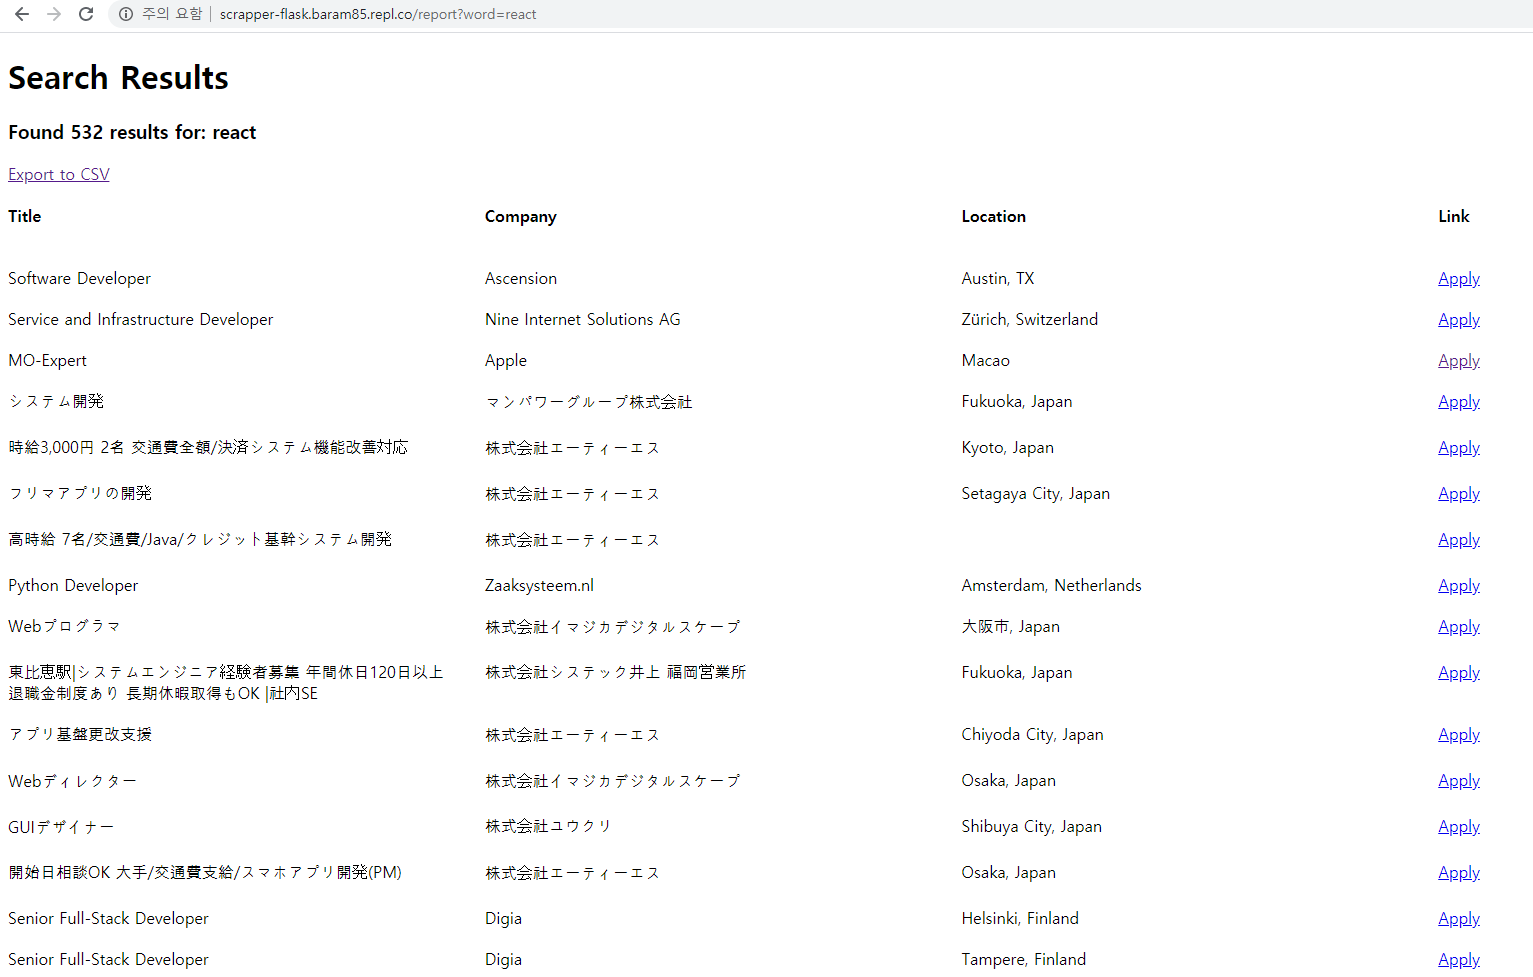 주의 요함 scrapper-flask.baram85.repl.co/report?word=react
Search Results
Found 532 results for: react
Export to CSV
Title Company Location Link
Software Developer Ascension Austin, TX Apply
Service and Infrastructure Developer Nine Internet Solutions AG Zürich, Switzerland Apply
MO-Expert Apple Macao Apply
システム開発 マンパワーグループ株式会社 Fukuoka, Japan Apply
時給3,000円 2名 交通費全額/決済システム機能改善対応 株式会社エーティーエス Kyoto, Japan Apply
フリマアプリの開発 株式会社エーティーエス Setagaya City, Japan Apply
高時給 7名/交通費/Java/クレジット基幹システム開発 株式会社エーティーエス Apply
Python Developer Zaaksysteem.nl Amsterdam, Netherlands Apply
Webプログラマ 株式会社イマジカデジタルスケープ 大阪市, Japan Apply
東比恵駅|システムエンジニア経験者募集 年間休日120日以上 株式会社システック井上 福岡営業所 Fukuoka, Japan Apply
退職金制度あり 長期休暇取得もOK |社内SE
アプリ基盤更改支援 株式会社エーティーエス Chiyoda City, Japan Apply
Webディレクター 株式会社イマジカデジタルスケープ Osaka, Japan Apply
GUIデザイナー 株式会社ユウクリ Shibuya City, Japan Apply
開始日相談OK 大手/交通費支給/スマホアプリ開発(PM) 株式会社エーティーエス Osaka, Japan Apply
Senior Full-Stack Developer Digia Helsinki, Finland Apply
Senior Full-Stack Developer Digia Tampere, Finland Apply